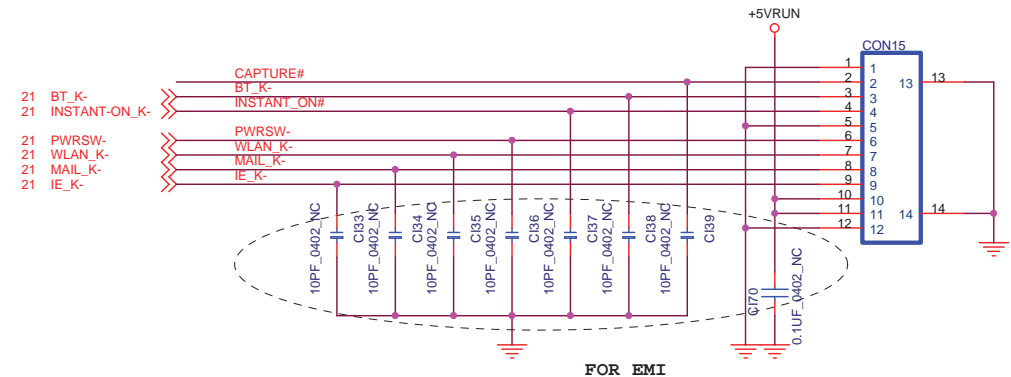 +5VRUN
CON15
CAPTURE#
BT_K-
INSTANT_ON#
PWRSW-
WLAN_K-
MAIL_K-
IE_K-
21 BT_K-
21 INSTANT-ON_K-
21 PWRSW-
21 WLAN_K-
21 MAIL_K-
21 IE_K-
1 1
2 2 13 13
3 3
4 4
5 5
6 6
7 7
8 8
9 9
10 10
11 11 14 14
12 12
10PF_0402_NC CI33
10PF_0402_NC CI34
10PF_0402_NC CI35
10PF_0402_NC CI36
10PF_0402_NC CI37
10PF_0402_NC CI38
10PF_0402_NC CI39
CI70 0.1UF_0402_NC
FOR EMI